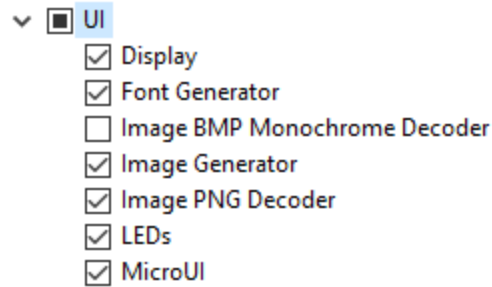 UI
Display
Font Generator
Image BMP Monochrome Decoder
Image Generator
Image PNG Decoder
LEDs
MicroUI